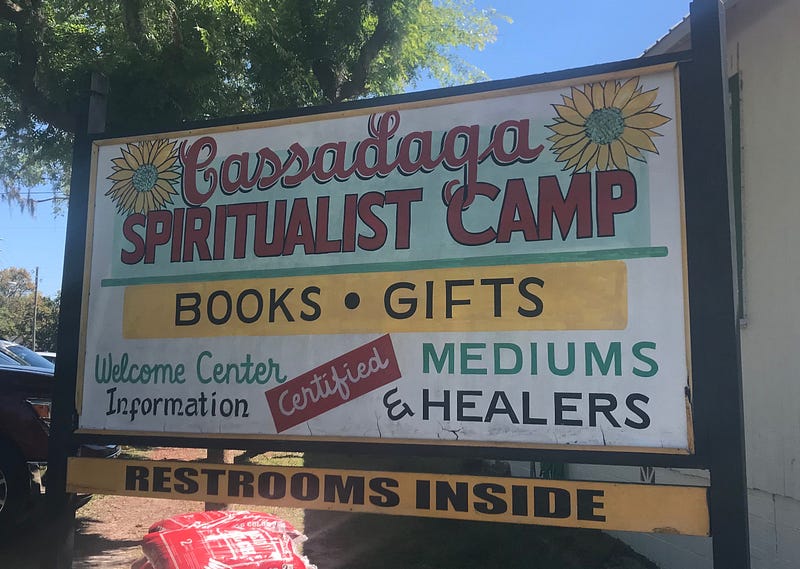 Cassadaga
SPIRITUALIST CAMP
BOOKS • GIFTS
Welcome Center
Information
Certified
MEDIUMS
& HEALERS
RESTROOMS INSIDE